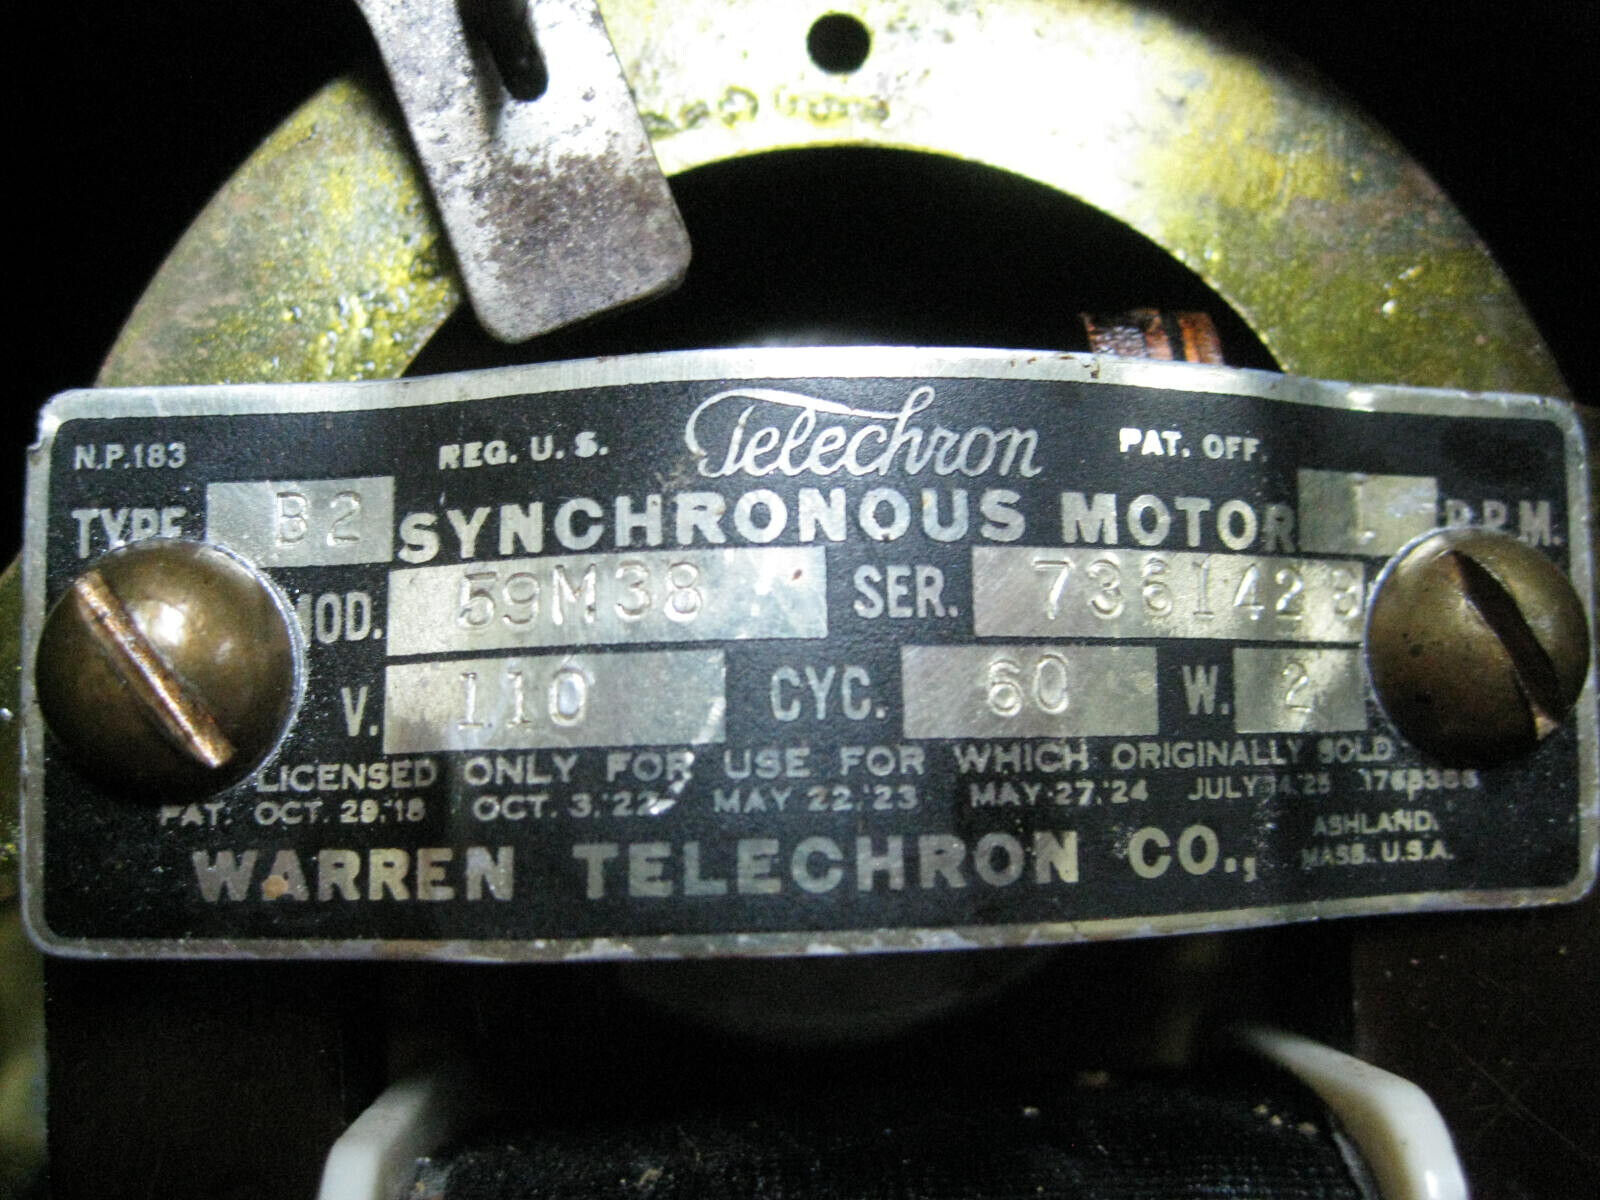 N.P.183 REG. U. S. Telechron PAT. OFF.
TYPE B2 SYNCHRONOUS MOTOR 1 R.P.M.
MOD. 59M38 SER. 7361428
V. 110 CYC. 60 W. 2
LICENSED ONLY FOR USE FOR WHICH ORIGINALLY SOLD
PAT. OCT. 29,'18 OCT. 3,'22 MAY 22,'23 MAY 27,'24 JULY 14,'25
WARREN TELECHRON CO., ASHLAND, MASS. U.S.A.